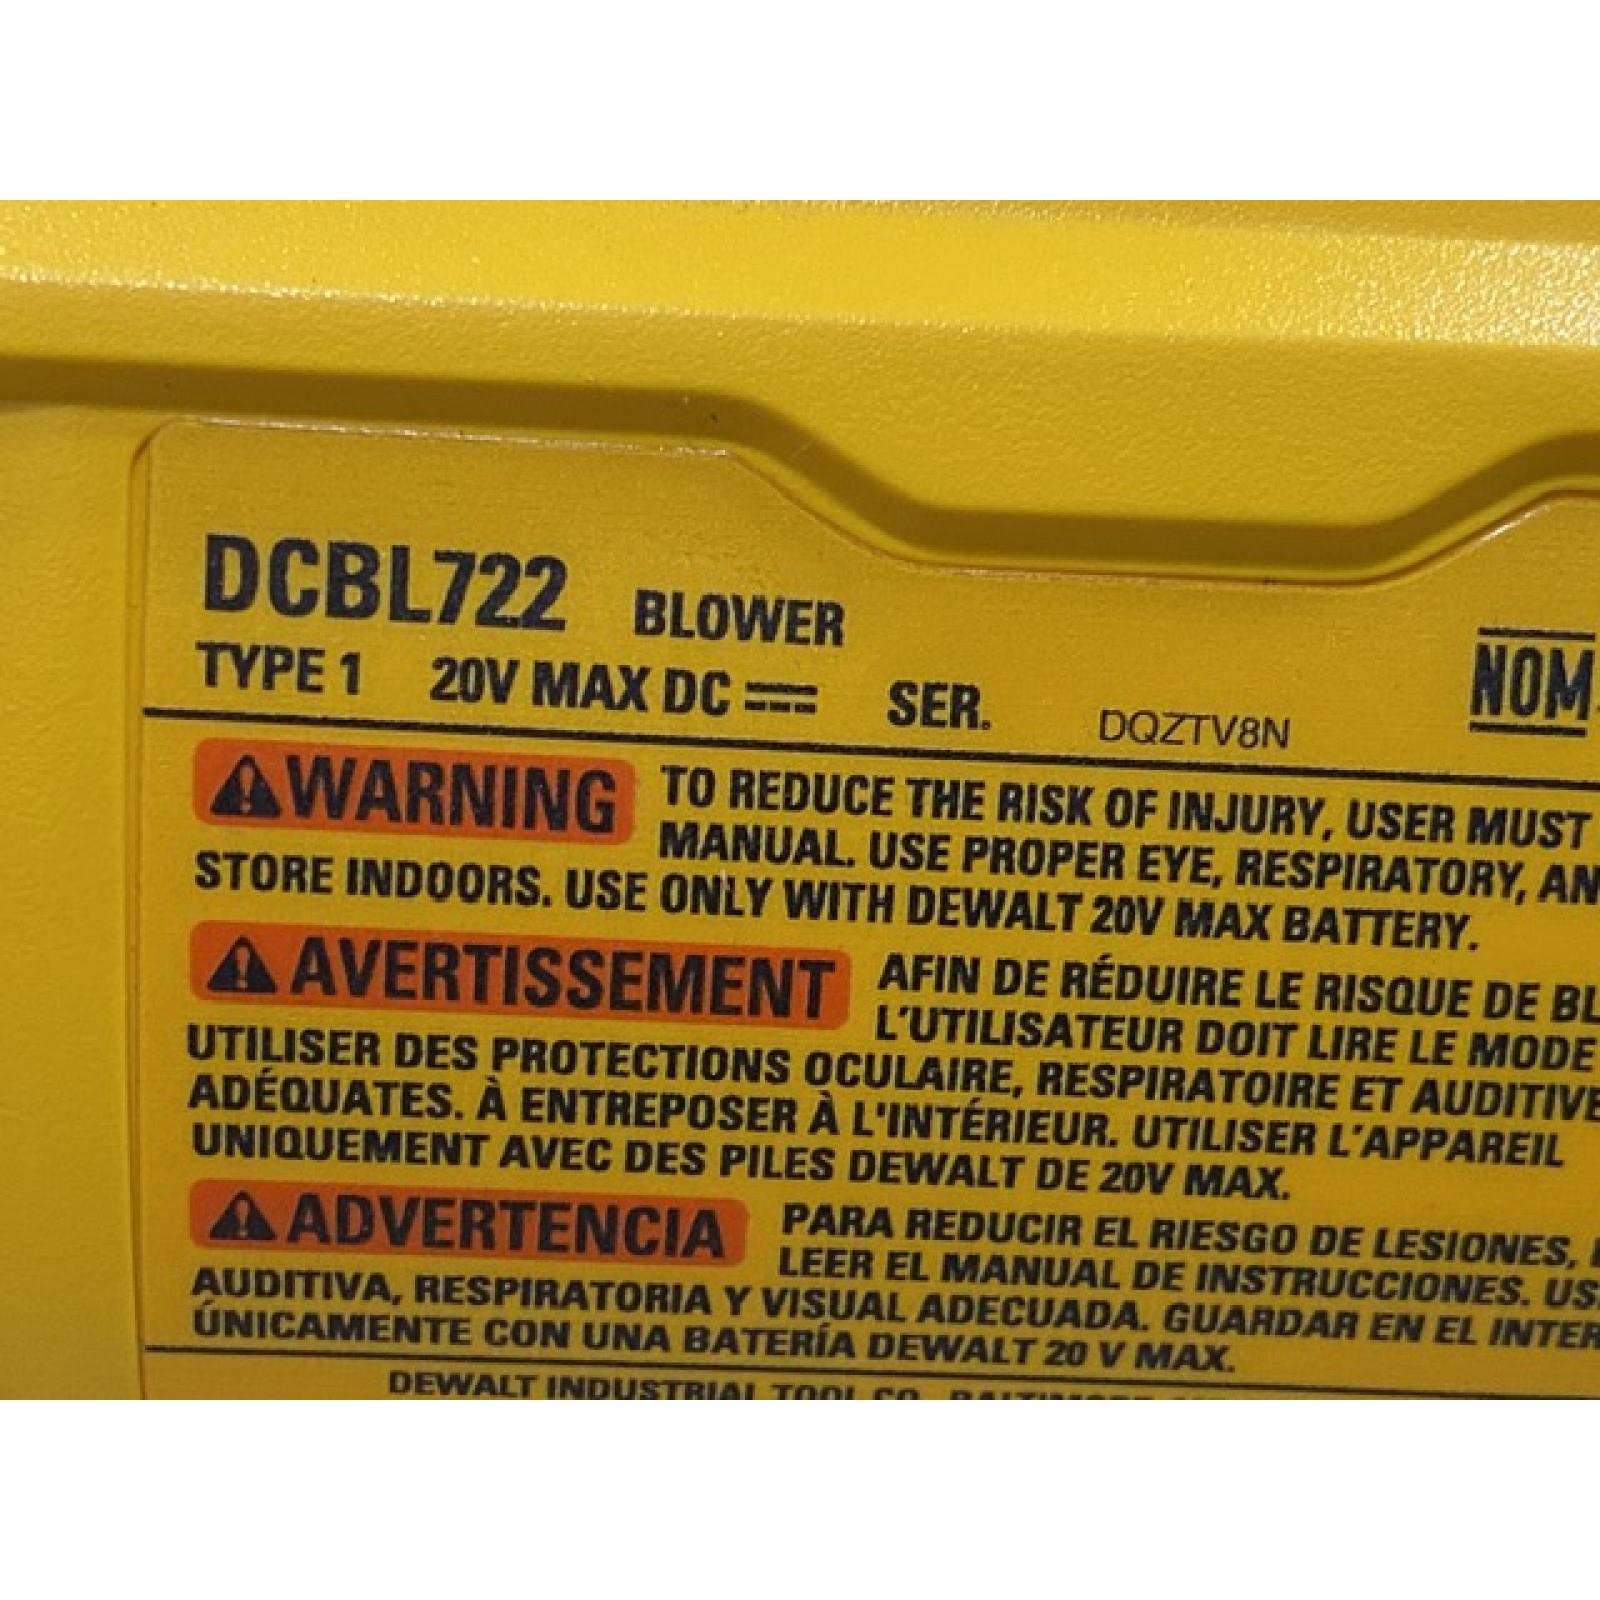 DCBL722 BLOWER
TYPE 1 20V MAX DC SER. DQZTV8N NOM
WARNING TO REDUCE THE RISK OF INJURY, USER MUST
MANUAL. USE PROPER EYE, RESPIRATORY, AN
STORE INDOORS. USE ONLY WITH DEWALT 20V MAX BATTERY.
AVERTISSEMENT AFIN DE RÉDUIRE LE RISQUE DE BL
L'UTILISATEUR DOIT LIRE LE MODE
UTILISER DES PROTECTIONS OCULAIRE, RESPIRATOIRE ET AUDITIVE
ADÉQUATES. À ENTREPOSER À L'INTÉRIEUR. UTILISER L'APPAREIL
UNIQUEMENT AVEC DES PILES DEWALT DE 20V MAX.
ADVERTENCIA PARA REDUCIR EL RIESGO DE LESIONES,
LEER EL MANUAL DE INSTRUCCIONES. US
AUDITIVA, RESPIRATORIA Y VISUAL ADECUADA. GUARDAR EN EL INTER
ÚNICAMENTE CON UNA BATERÍA DEWALT 20 V MAX.
DEWALT INDUSTRIAL TOOL CO., BALTIMORE